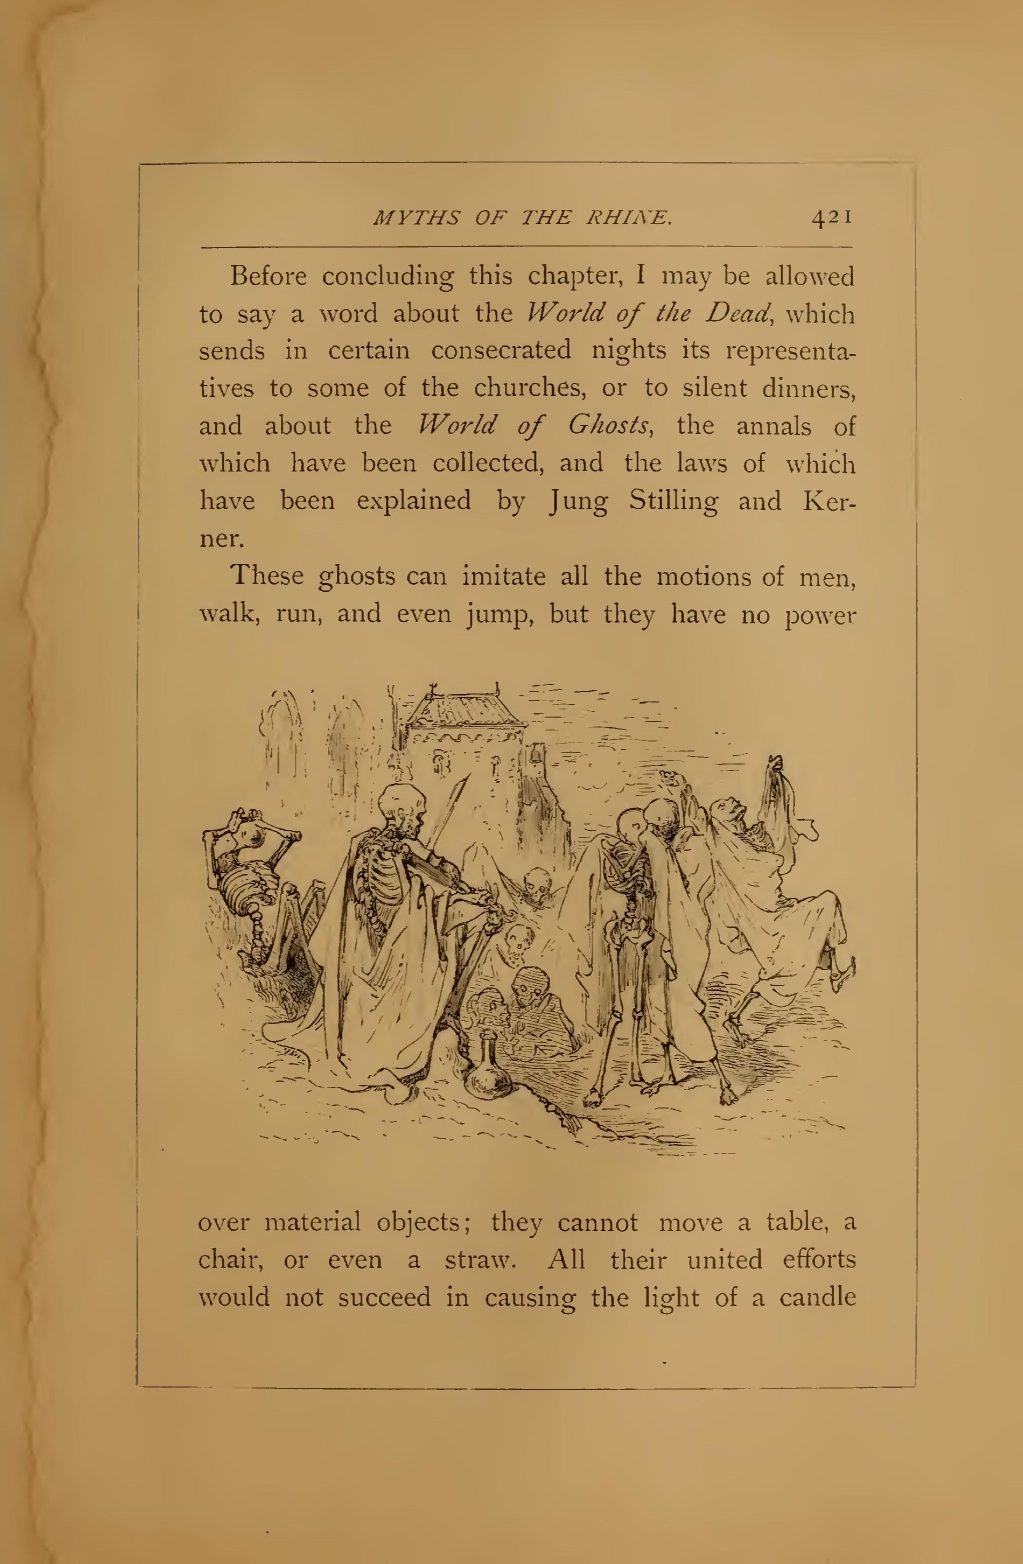 MYTHS OF THE RHINE. 421
Before concluding this chapter, I may be allowed
to say a word about the World of the Dead, which
sends in certain consecrated nights its representa-
tives to some of the churches, or to silent dinners,
and about the World of Ghosts, the annals of
which have been collected, and the laws of which
have been explained by Jung Stilling and Ker-
ner.
These ghosts can imitate all the motions of men,
walk, run, and even jump, but they have no power
over material objects; they cannot move a table, a
chair, or even a straw. All their united efforts
would not succeed in causing the light of a candle